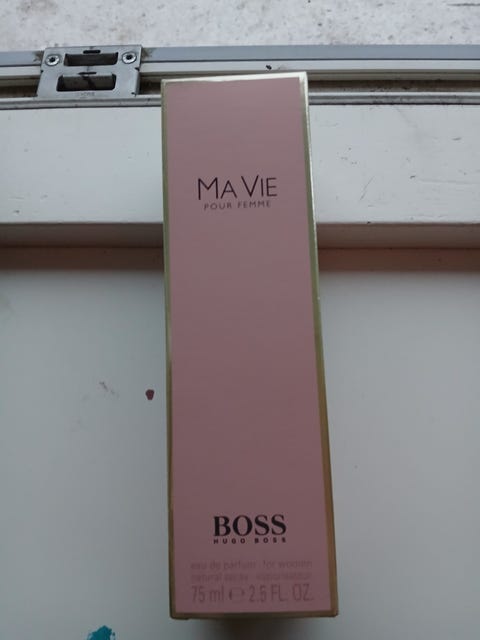 MA VIE
POUR FEMME
BOSS
HUGO BOSS
eau de parfum · for women
natural spray · vaporisateur
75 ml ℮ 2.5 FL. OZ.